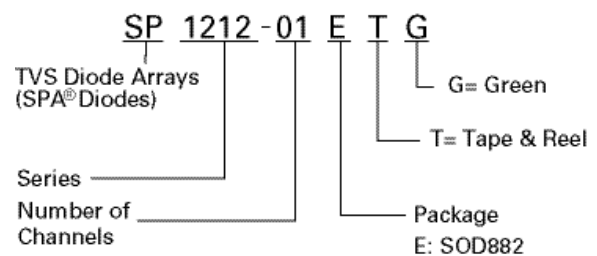 SP 1212-01 E T G
TVS Diode Arrays
(SPA® Diodes)
G= Green
T= Tape & Reel
Series
Number of
Channels
Package
E: SOD882